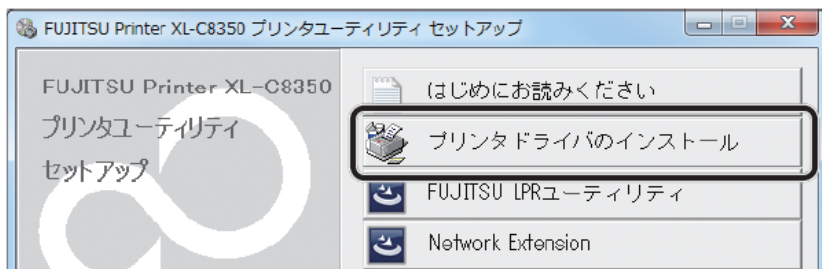 FUJITSU Printer XL-C8350 プリンタユーティリティ セットアップ
FUJITSU Printer XL-C8350
プリンタユーティリティ
セットアップ
はじめにお読みください
プリンタドライバのインストール
FUJITSU LPRユーティリティ
Network Extension